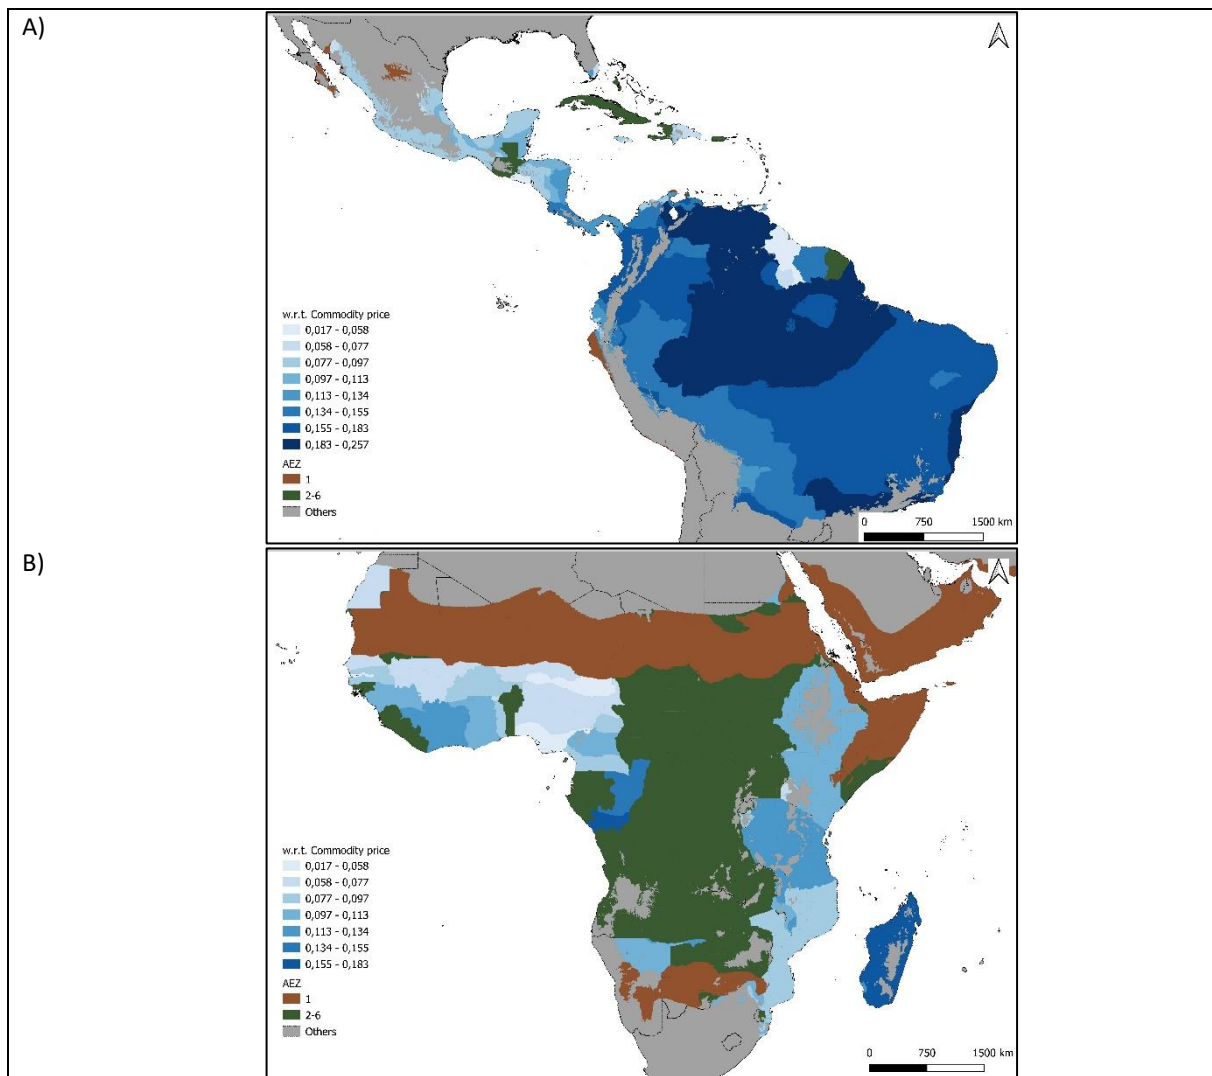 A)
w.r.t. Commodity price
0,017 - 0,058
0,058 - 0,077
0,077 - 0,097
0,097 - 0,113
0,113 - 0,134
0,134 - 0,155
0,155 - 0,183
0,183 - 0,257
AEZ
1
2-6
Others
0 750 1500 km
B)
w.r.t. Commodity price
0,017 - 0,058
0,058 - 0,077
0,077 - 0,097
0,097 - 0,113
0,113 - 0,134
0,134 - 0,155
0,155 - 0,183
AEZ
1
2-6
Others
0 750 1500 km